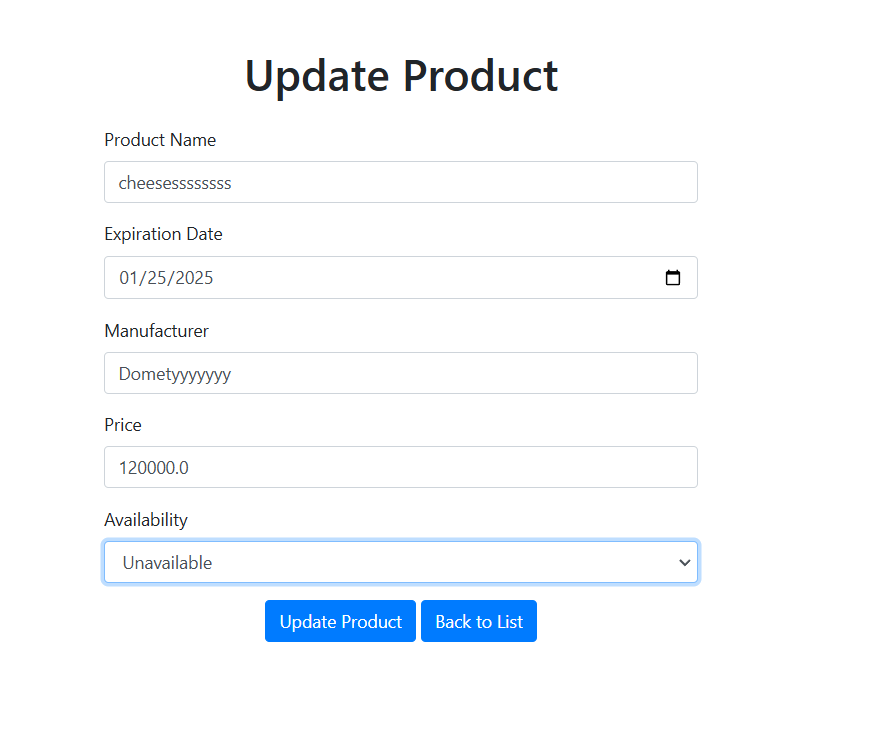 Update Product
Product Name
cheesessssssss
Expiration Date
01/25/2025
Manufacturer
Dometyyyyyyy
Price
120000.0
Availability
Unavailable
Update Product Back to List